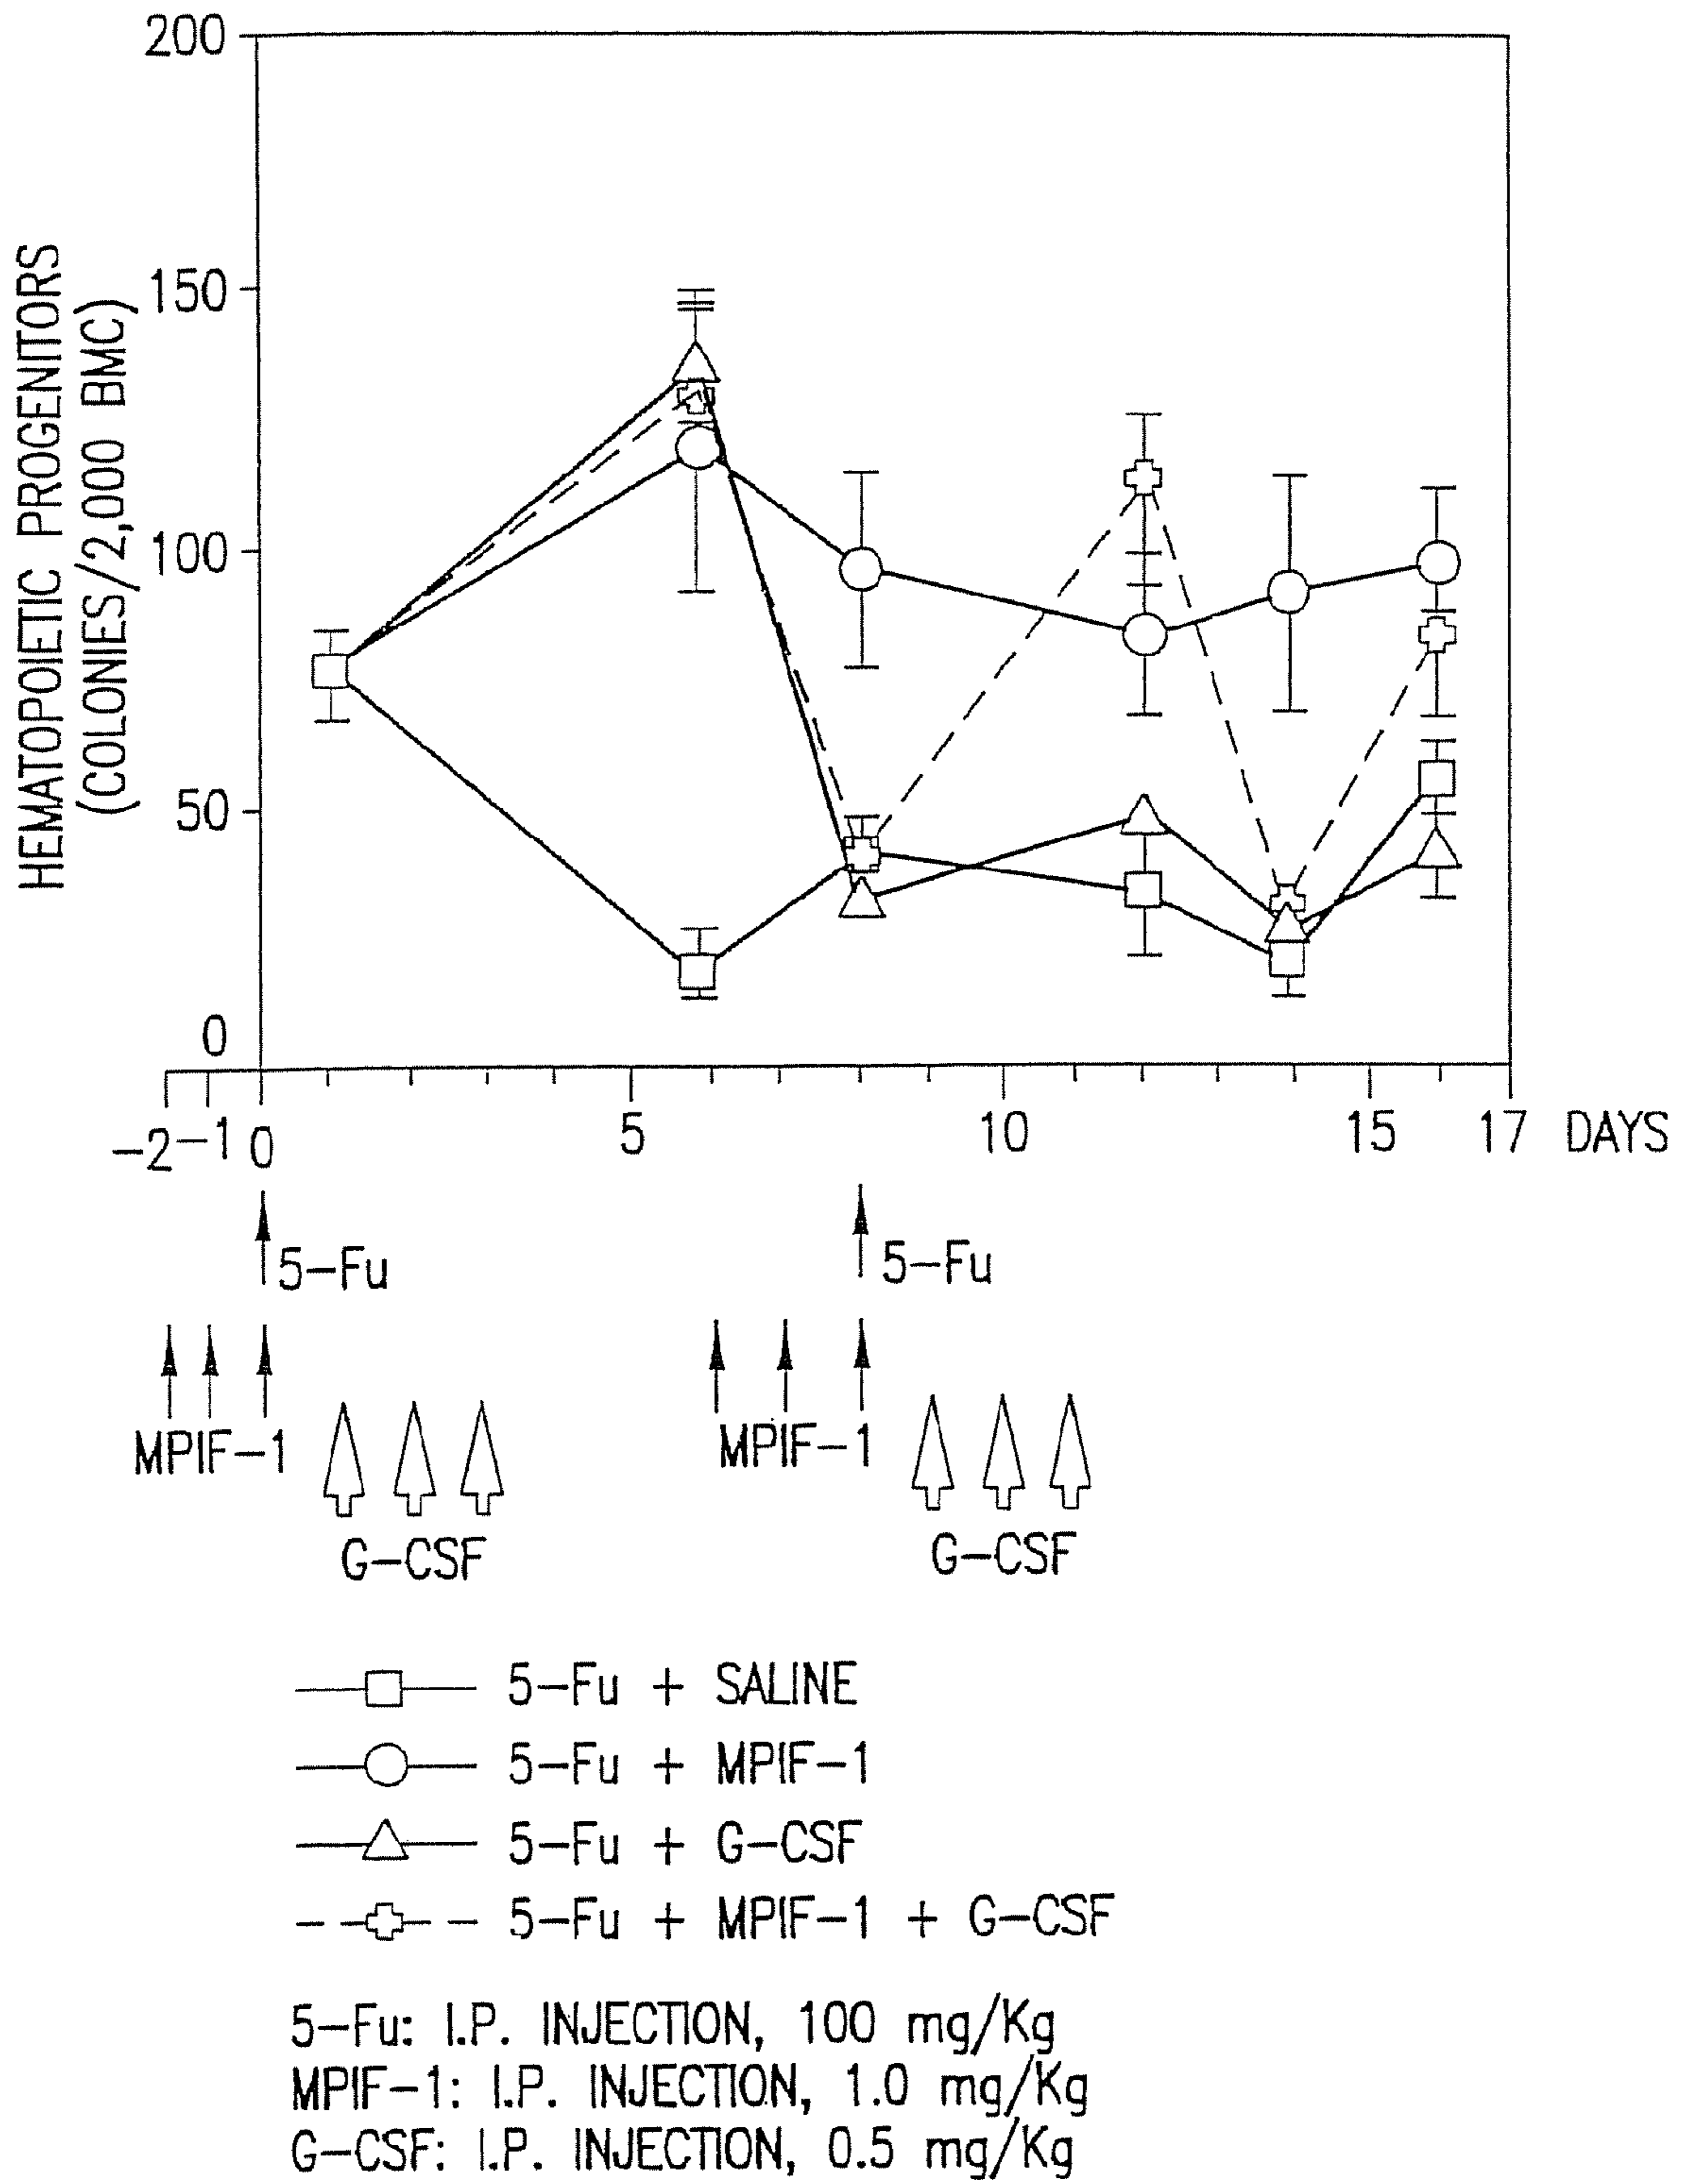 200
150
100
50
0
HEMATOPOIETIC PROGENITORS
(COLONIES/2,000 BMC)
-2 -1 0 5 10 15 17 DAYS
5-Fu 5-Fu
MPIF-1 MPIF-1
G-CSF G-CSF
5-Fu + SALINE
5-Fu + MPIF-1
5-Fu + G-CSF
5-Fu + MPIF-1 + G-CSF
5-Fu: I.P. INJECTION, 100 mg/Kg
MPIF-1: I.P. INJECTION, 1.0 mg/Kg
G-CSF: I.P. INJECTION, 0.5 mg/Kg